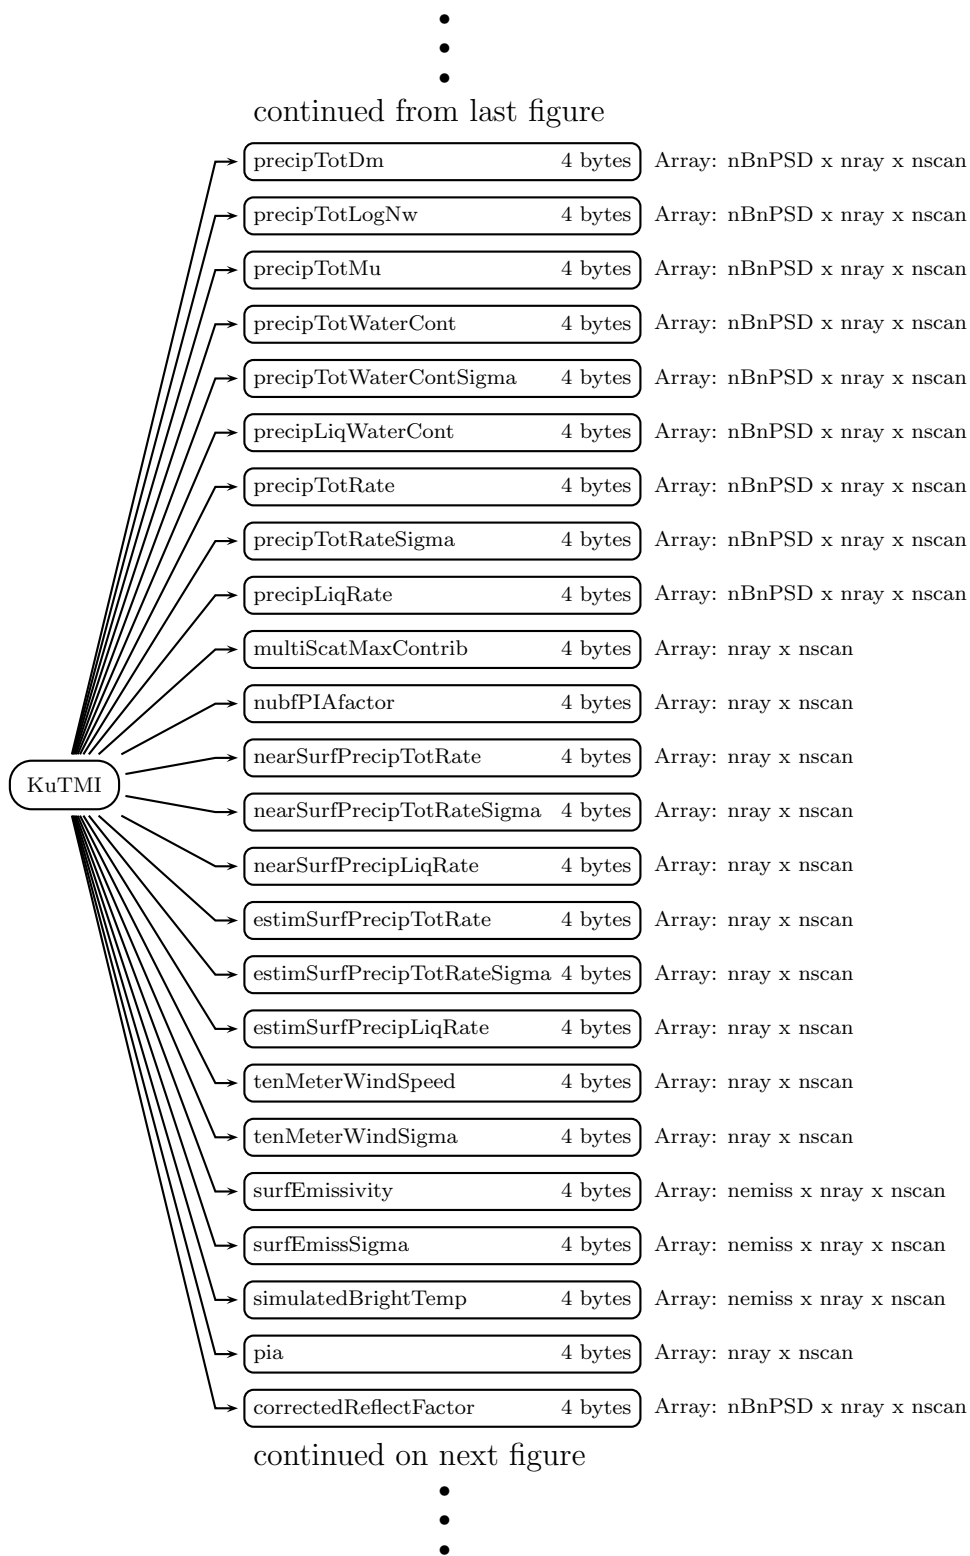 continued from last figure
precipTotDm 4 bytes Array: nBnPSD x nray x nscan
precipTotLogNw 4 bytes Array: nBnPSD x nray x nscan
precipTotMu 4 bytes Array: nBnPSD x nray x nscan
precipTotWaterCont 4 bytes Array: nBnPSD x nray x nscan
precipTotWaterContSigma 4 bytes Array: nBnPSD x nray x nscan
precipLiqWaterCont 4 bytes Array: nBnPSD x nray x nscan
precipTotRate 4 bytes Array: nBnPSD x nray x nscan
precipTotRateSigma 4 bytes Array: nBnPSD x nray x nscan
precipLiqRate 4 bytes Array: nBnPSD x nray x nscan
multiScatMaxContrib 4 bytes Array: nray x nscan
nubfPIAfactor 4 bytes Array: nray x nscan
nearSurfPrecipTotRate 4 bytes Array: nray x nscan
KuTMI
nearSurfPrecipTotRateSigma 4 bytes Array: nray x nscan
nearSurfPrecipLiqRate 4 bytes Array: nray x nscan
estimSurfPrecipTotRate 4 bytes Array: nray x nscan
estimSurfPrecipTotRateSigma 4 bytes Array: nray x nscan
estimSurfPrecipLiqRate 4 bytes Array: nray x nscan
tenMeterWindSpeed 4 bytes Array: nray x nscan
tenMeterWindSigma 4 bytes Array: nray x nscan
surfEmissivity 4 bytes Array: nemiss x nray x nscan
surfEmissSigma 4 bytes Array: nemiss x nray x nscan
simulatedBrightTemp 4 bytes Array: nemiss x nray x nscan
pia 4 bytes Array: nray x nscan
correctedReflectFactor 4 bytes Array: nBnPSD x nray x nscan
continued on next figure